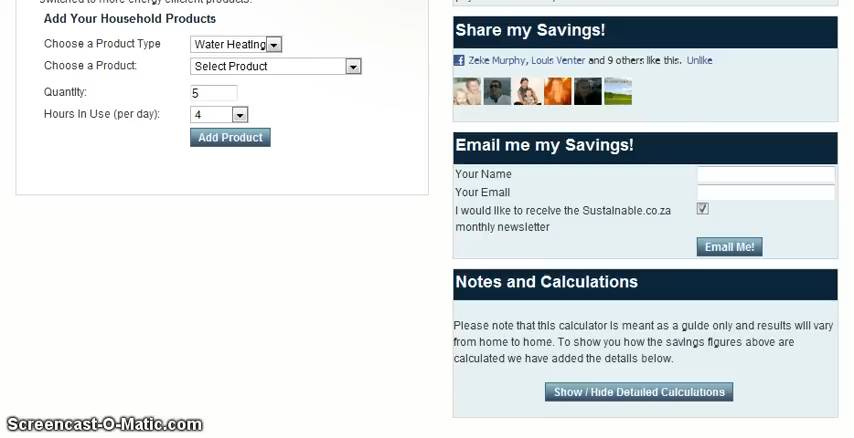 switched to more energy efficient products.
Add Your Household Products
Choose a Product Type
Water Heating
Choose a Product:
Select Product
Quantity:
5
Hours In Use (per day):
4
Add Product
Share my Savings!
Zeke Murphy, Louis Venter and 9 others like this. Unlike
Email me my Savings!
Your Name
Your Email
I would like to receive the Sustainable.co.za
monthly newsletter
Email Me!
Notes and Calculations
Please note that this calculator is meant as a guide only and results will vary
from home to home. To show you how the savings figures above are
calculated we have added the details below.
Show / Hide Detailed Calculations
Screencast-O-Matic.com